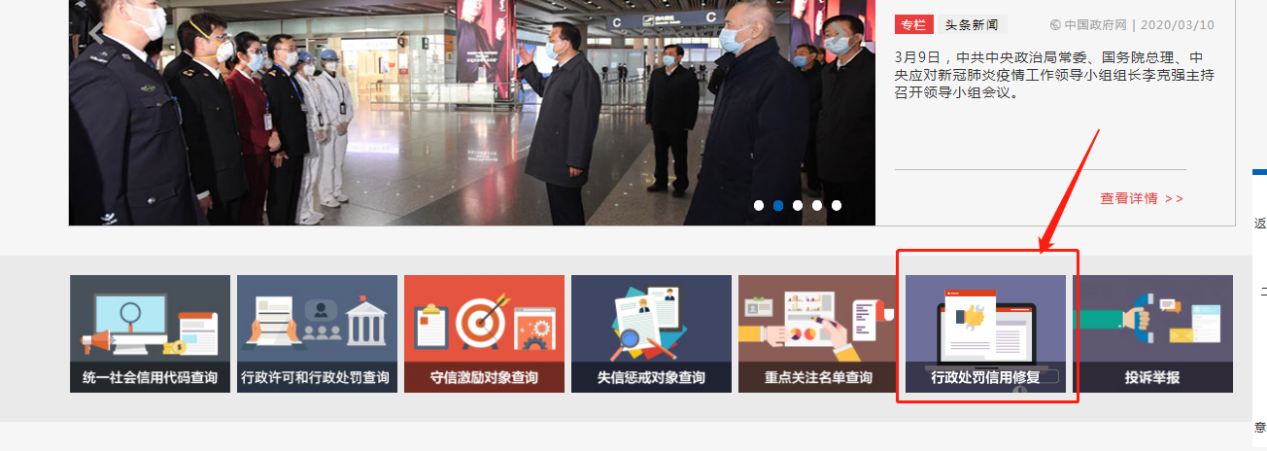 专栏 头条新闻 中国政府网 | 2020/03/10
3月9日，中共中央政治局常委、国务院总理、中
央应对新冠肺炎疫情工作领导小组组长李克强主持
召开领导小组会议。
查看详情 >>
返
统一社会信用代码查询 行政许可和行政处罚查询 守信激励对象查询 失信惩戒对象查询 重点关注名单查询 行政处罚信用修复 投诉举报
意